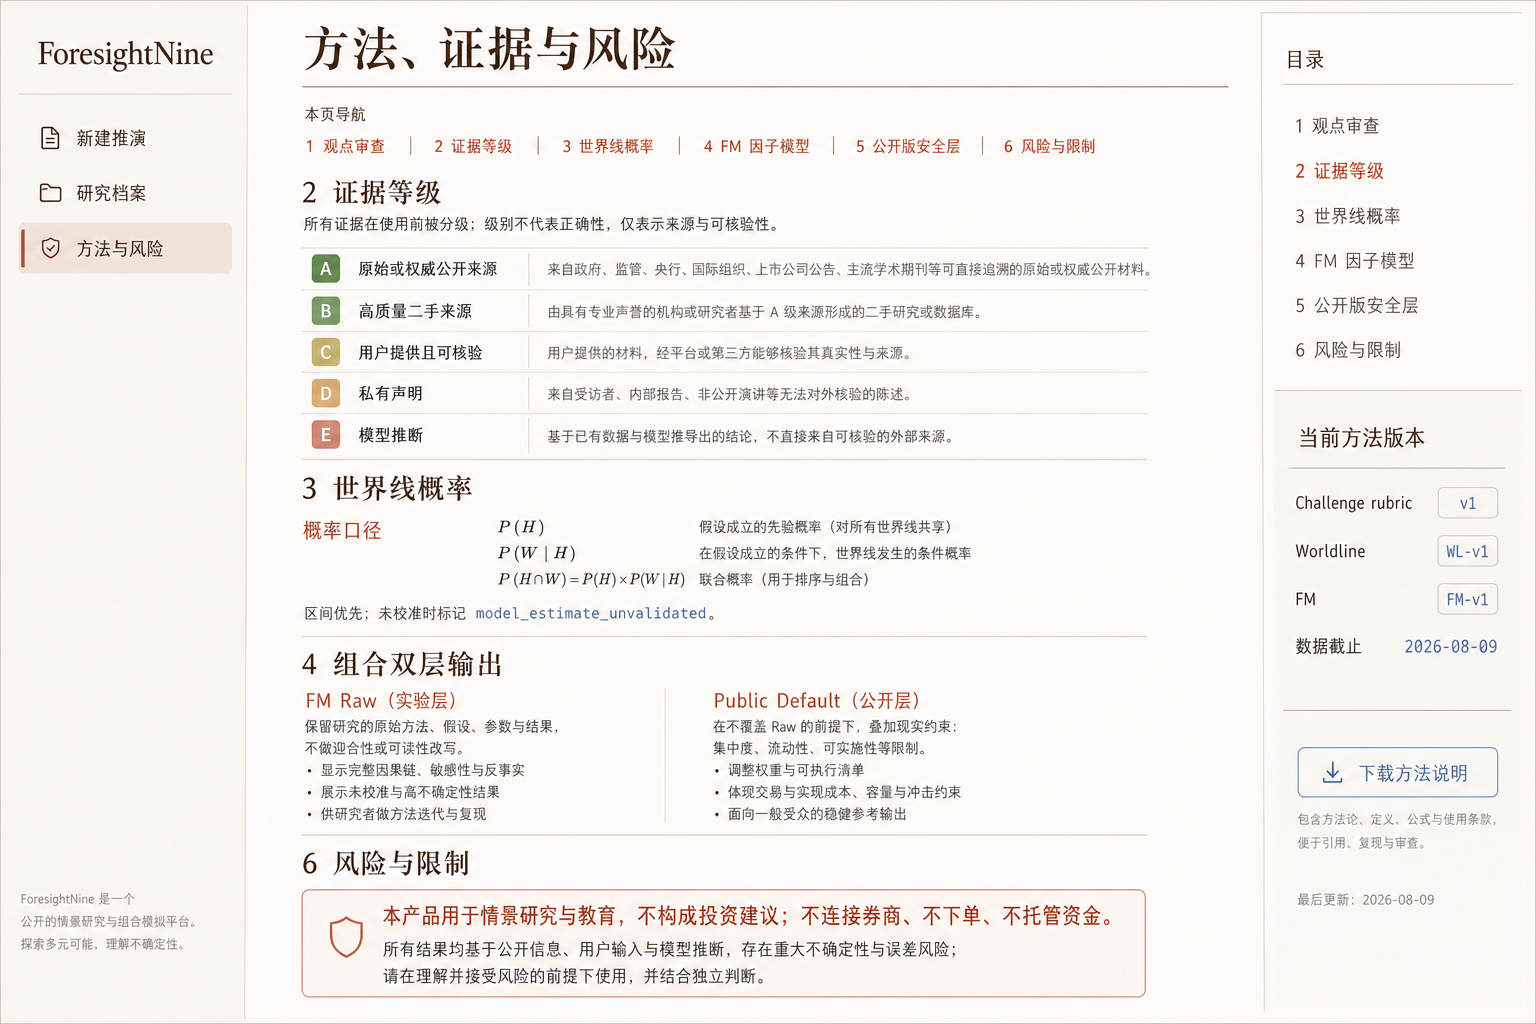 ForesightNine
新建推演
研究档案
方法与风险
ForesightNine 是一个
公开的情景研究与组合模拟平台。
探索多元可能，理解不确定性。
方法、证据与风险
本页导航
1 观点审查
2 证据等级
3 世界线概率
4 FM 因子模型
5 公开版安全层
6 风险与限制
2 证据等级
所有证据在使用前被分级；级别不代表正确性，仅表示来源与可核验性。
A 原始或权威公开来源 来自政府、监管、央行、国际组织、上市公司公告、主流学术期刊等可直接追溯的原始或权威公开材料。
B 高质量二手来源 由具有专业声誉的机构或研究者基于 A 级来源形成的二手研究或数据库。
C 用户提供且可核验 用户提供的材料，经平台或第三方能够核验其真实性与来源。
D 私有声明 来自受访者、内部报告、非公开演讲等无法对外核验的陈述。
E 模型推断 基于已有数据与模型推导出的结论，不直接来自可核验的外部来源。
3 世界线概率
概率口径
P (H) 假设成立的先验概率（对所有世界线共享）
P (W | H) 在假设成立的条件下，世界线发生的条件概率
P (H∩W) = P(H) × P(W | H) 联合概率（用于排序与组合）
区间优先；未校准时标记 model_estimate_unvalidated。
4 组合双层输出
FM Raw（实验层）
保留研究的原始方法、假设、参数与结果，
不做迎合性或可读性改写。
• 显示完整因果链、敏感性与反事实
• 展示未校准与高不确定性结果
• 供研究者做方法迭代与复现
Public Default（公开层）
在不覆盖 Raw 的前提下，叠加现实约束：
集中度、流动性、可实施性等限制。
• 调整权重与可执行清单
• 体现交易与实现成本、容量与冲击约束
• 面向一般受众的稳健参考输出
6 风险与限制
本产品用于情景研究与教育，不构成投资建议；不连接券商、不下单、不托管资金。
所有结果均基于公开信息、用户输入与模型推断，存在重大不确定性与误差风险；
请在理解并接受风险的前提下使用，并结合独立判断。
目录
1 观点审查
2 证据等级
3 世界线概率
4 FM 因子模型
5 公开版安全层
6 风险与限制
当前方法版本
Challenge rubric v1
Worldline WL-v1
FM FM-v1
数据截止 2026-08-09
下载方法说明
包含方法论、定义、公式与使用条款，
便于引用、复现与审查。
最后更新：2026-08-09